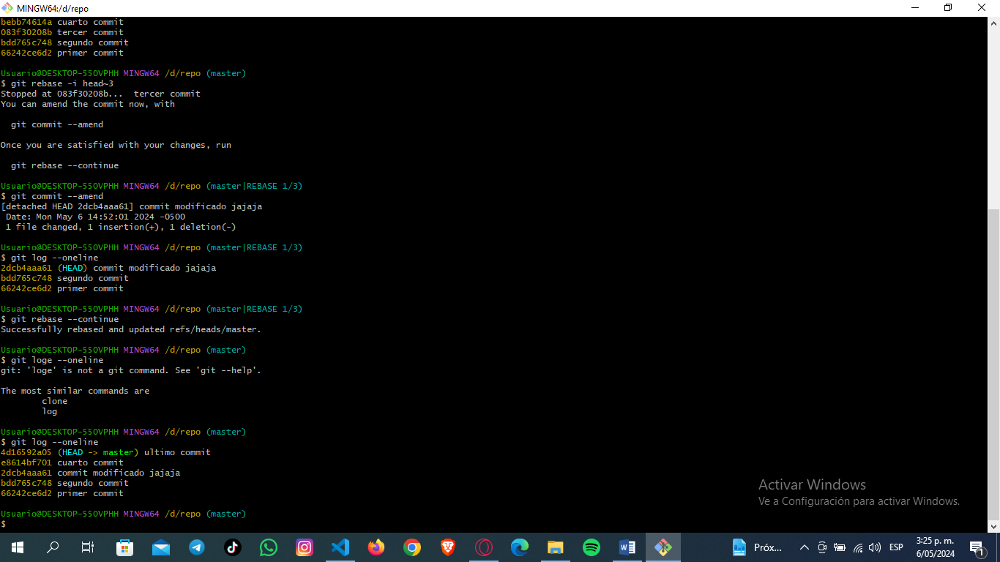 MINGW64:/d/repo
bebb74614a cuarto commit
083f30208b tercer commit
bdd765c748 segundo commit
66242ce6d2 primer commit
Usuario@DESKTOP-55OVPHH MINGW64 /d/repo (master)
$ git rebase -i head~3
Stopped at 083f30208b...  tercer commit
You can amend the commit now, with
git commit --amend
Once you are satisfied with your changes, run
git rebase --continue
Usuario@DESKTOP-55OVPHH MINGW64 /d/repo (master|REBASE 1/3)
$ git commit --amend
[detached HEAD 2dcb4aaa61] commit modificado jajaja
Date: Mon May 6 14:52:01 2024 -0500
1 file changed, 1 insertion(+), 1 deletion(-)
Usuario@DESKTOP-55OVPHH MINGW64 /d/repo (master|REBASE 1/3)
$ git log --oneline
2dcb4aaa61 (HEAD) commit modificado jajaja
bdd765c748 segundo commit
66242ce6d2 primer commit
Usuario@DESKTOP-55OVPHH MINGW64 /d/repo (master|REBASE 1/3)
$ git rebase --continue
Successfully rebased and updated refs/heads/master.
Usuario@DESKTOP-55OVPHH MINGW64 /d/repo (master)
$ git loge --oneline
git: 'loge' is not a git command. See 'git --help'.
The most similar commands are
clone
log
Usuario@DESKTOP-55OVPHH MINGW64 /d/repo (master)
$ git log --oneline
4d16592a05 (HEAD -> master) ultimo commit
e8614bf701 cuarto commit
2dcb4aaa61 commit modificado jajaja
bdd765c748 segundo commit
66242ce6d2 primer commit
Usuario@DESKTOP-55OVPHH MINGW64 /d/repo (master)
$
Activar Windows
Ve a Configuración para activar Windows.
Próx...
ESP
3:25 p. m.
6/05/2024
1